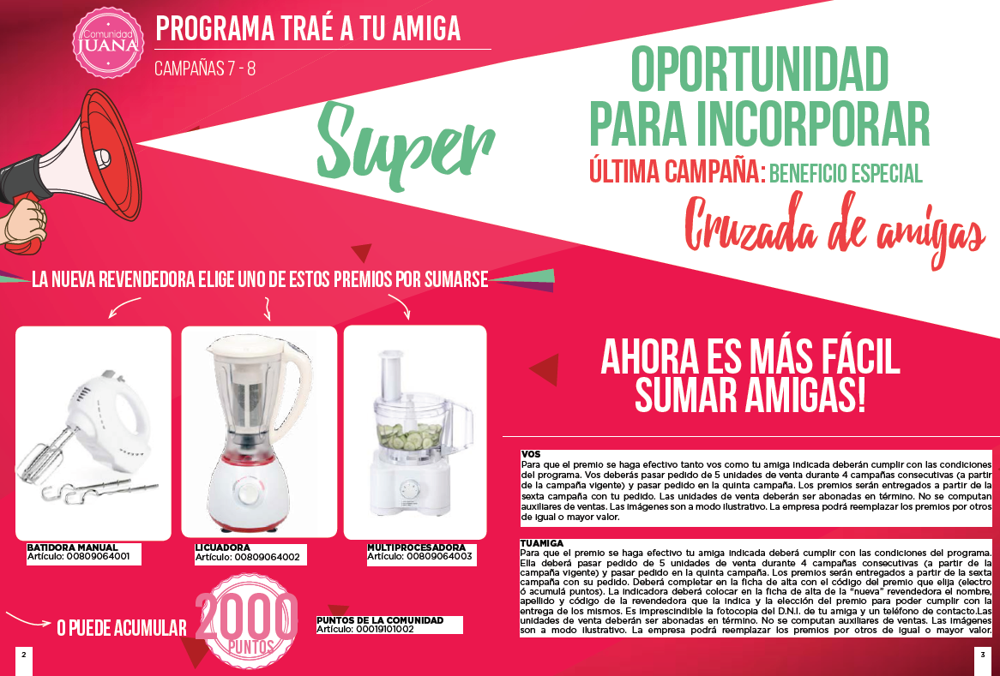 Comunidad
JUANA
PROGRAMA TRAÉ A TU AMIGA
CAMPAÑAS 7 - 8
Super
OPORTUNIDAD
PARA INCORPORAR
ÚLTIMA CAMPAÑA: BENEFICIO ESPECIAL
Cruzada de amigas
LA NUEVA REVENDEDORA ELIGE UNO DE ESTOS PREMIOS POR SUMARSE
BATIDORA MANUAL
Artículo: 00809064001
LICUADORA
Artículo: 00809064002
MULTIPROCESADORA
Artículo: 00809064003
O PUEDE ACUMULAR
2000
PUNTOS
PUNTOS DE LA COMUNIDAD
Artículo: 00019101002
2
AHORA ES MÁS FÁCIL
SUMAR AMIGAS!
VOS
Para que el premio se haga efectivo tanto vos como tu amiga indicada deberán cumplir con las condiciones
del programa. Vos deberás pasar pedido de 5 unidades de venta durante 4 campañas consecutivas (a partir
de la campaña vigente) y pasar pedido en la quinta campaña. Los premios serán entregados a partir de la
sexta campaña con tu pedido. Las unidades de venta deberán ser abonadas en término. No se computan
auxiliares de ventas. Las imágenes son a modo ilustrativo. La empresa podrá reemplazar los premios por otros
de igual o mayor valor.
TUAMIGA
Para que el premio se haga efectivo tu amiga indicada deberá cumplir con las condiciones del programa.
Ella deberá pasar pedido de 5 unidades de venta durante 4 campañas consecutivas (a partir de la
campaña vigente) y pasar pedido en la quinta campaña. Los premios serán entregados a partir de la sexta
campaña con su pedido. Deberá completar en la ficha de alta con el código del premio que elija (electro
ó acumulá puntos). La indicadora deberá colocar en la ficha de alta de la “nueva” revendedora el nombre,
apellido y código de la revendedora que la indica y la elección del premio para poder cumplir con la
entrega de los mismos. Es imprescindible la fotocopia del D.N.I. de tu amiga y un teléfono de contacto.Las
unidades de venta deberán ser abonadas en término. No se computan auxiliares de ventas. Las imágenes
son a modo ilustrativo. La empresa podrá reemplazar los premios por otros de igual o mayor valor.
3